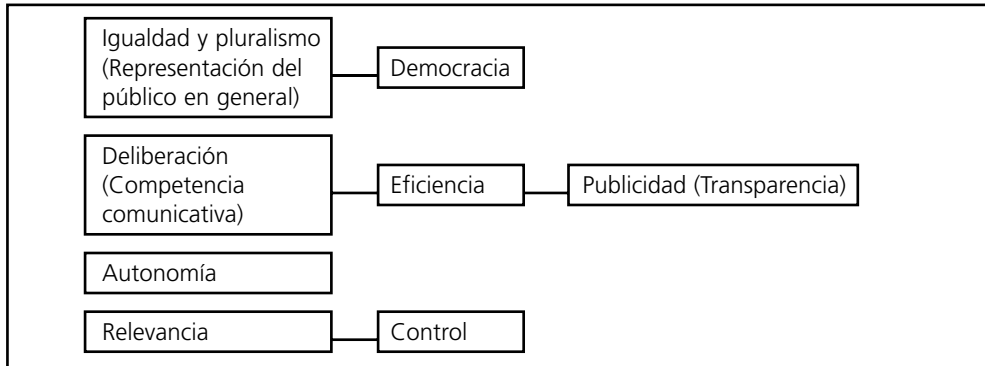 Igualdad y pluralismo
(Representación del
público en general)
Democracia
Deliberación
(Competencia
comunicativa)
Eficiencia
Publicidad (Transparencia)
Autonomía
Relevancia
Control